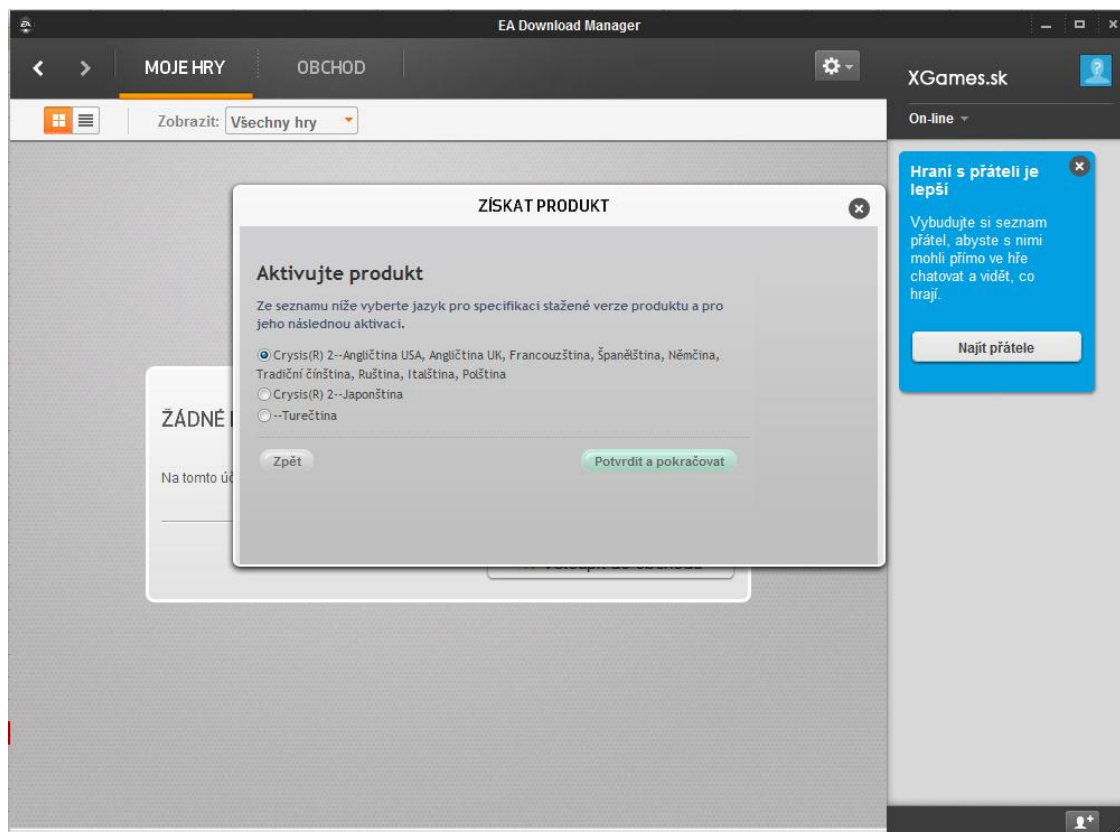 EA Download Manager
MOJE HRY
OBCHOD
XGames.sk
Zobrazit:
Všechny hry
On-line
Hraní s přáteli je
lepší
Vybudujte si seznam
přátel, abyste s nimi
mohli přímo ve hře
chatovat a vidět, co
hrají.
Najít přátele
ZÍSKAT PRODUKT
Aktivujte produkt
Ze seznamu níže vyberte jazyk pro specifikaci stažené verze produktu a pro
jeho následnou aktivaci.
Crysis(R) 2--Angličtina USA, Angličtina UK, Francouzština, Španělština, Němčina,
Tradiční čínština, Ruština, Italština, Polština
Crysis(R) 2--Japonština
--Turečtina
Zpět
Potvrdit a pokračovat
ŽÁDNÉ
Na tomto